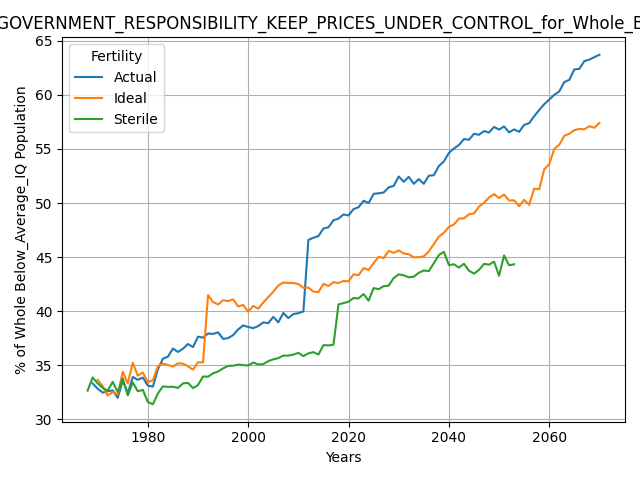 GOVERNMENT_RESPONSIBILITY_KEEP_PRICES_UNDER_CONTROL_for_Whole_
% of Whole Below_Average_IQ Population
65
60
55
50
45
40
35
30
Fertility
Actual
Ideal
Sterile
1980
2000
2020
2040
2060
Years